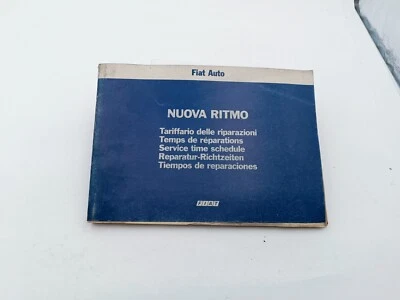 Fiat Auto
NUOVA RITMO
Tariffario delle riparazioni
Temps de réparations
Service time schedule
Reparatur-Richtzeiten
Tiempos de reparaciones
FIAT